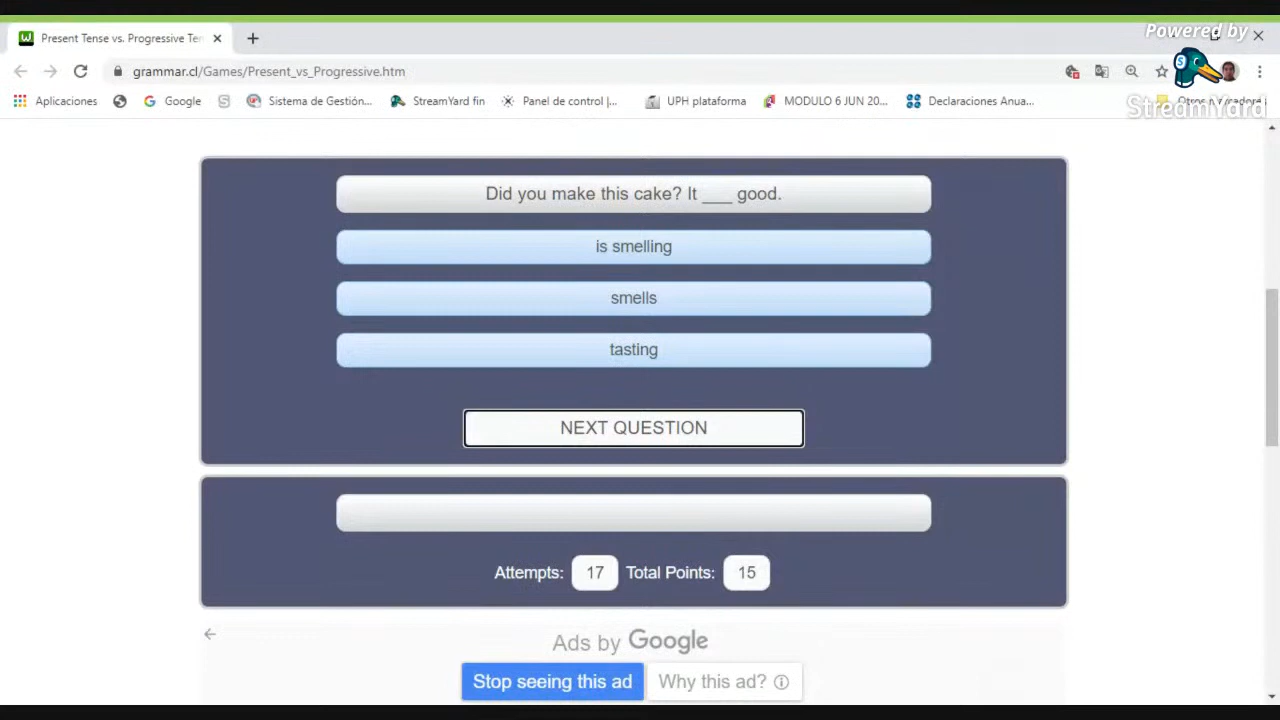 Powered by
StreamYard
Present Tense vs. Progressive Ten
grammar.cl/Games/Present_vs_Progressive.htm
Aplicaciones
Google
Sistema de Gestión...
StreamYard fin
Panel de control |...
UPH plataforma
MODULO 6 JUN 20...
Declaraciones Anua...
Otros marcadores
Did you make this cake? It ___ good.
is smelling
smells
tasting
NEXT QUESTION
Attempts: 17 Total Points: 15
Ads by Google
Stop seeing this ad
Why this ad?